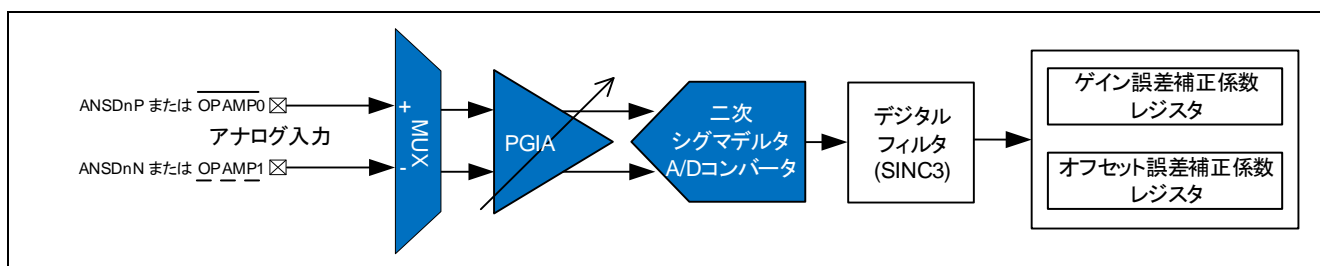 ANSDnP または OPAMP0
アナログ入力
ANSDnN または OPAMP1
+
-
MUX
PGIA
二次
シグマデルタ
A/Dコンバータ
デジタル
フィルタ
(SINC3)
ゲイン誤差補正係数
レジスタ
オフセット誤差補正係数
レジスタ